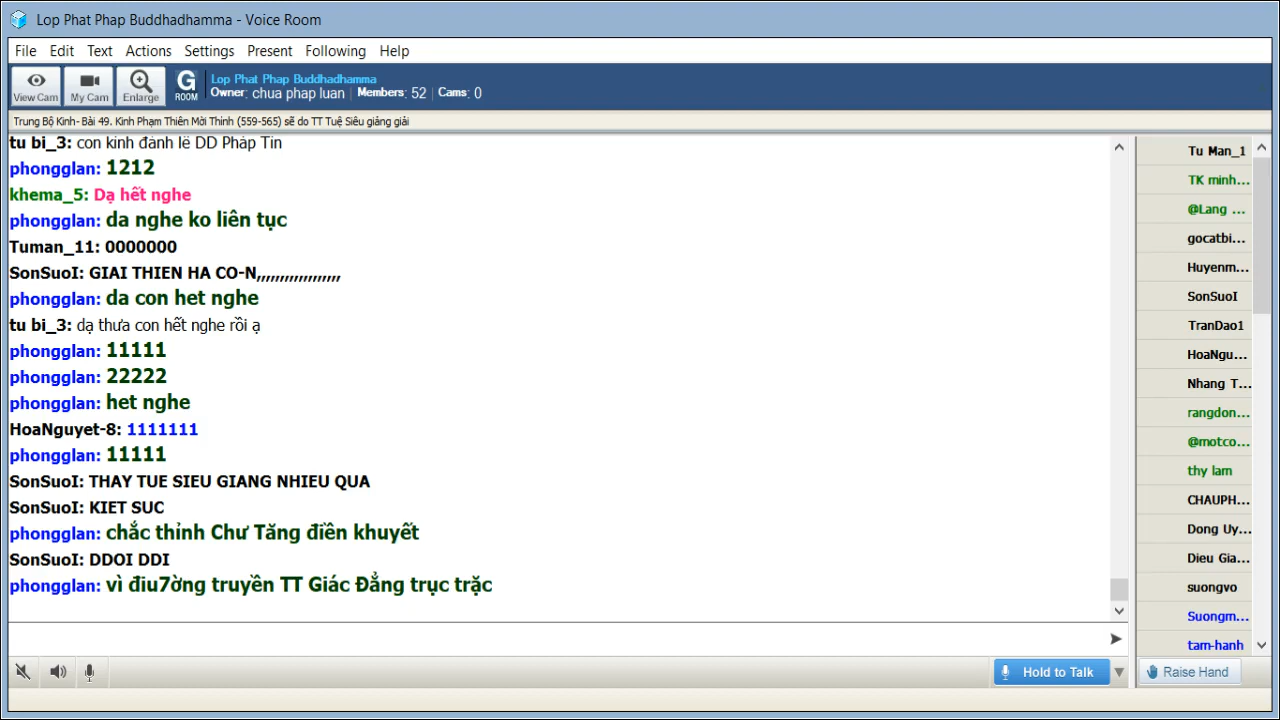 Lop Phat Phap Buddhadhamma - Voice Room
File Edit Text Actions Settings Present Following Help
View Cam My Cam Enlarge G ROOM
Lop Phat Phap Buddhadhamma
Owner: chua phap luan Members: 52 Cams: 0
Trung Bộ Kinh- Bài 49. Kinh Phạm Thiên Mời Thỉnh (559-565) sẽ do TT Tuệ Siêu giảng giải
tu bi_3: con kính đảnh lễ DD Pháp Tín
phongglan: 1212
khema_5: Dạ hết nghe
phongglan: da nghe ko liên tục
Tuman_11: 0000000
SonSuoI: GIAI THIEN HA CO-N,,,,,,,,,,,,,,,,,,
phongglan: da con het nghe
tu bi_3: dạ thưa con hết nghe rồi ạ
phongglan: 11111
phongglan: 22222
phongglan: het nghe
HoaNguyet-8: 1111111
phongglan: 11111
SonSuoI: THAY TUE SIEU GIANG NHIEU QUA
SonSuoI: KIET SUC
phongglan: chắc thỉnh Chư Tăng điền khuyết
SonSuoI: DDOI DDI
phongglan: vì điu7ờng truyền TT Giác Đẳng trục trặc
Tu Man_1
TK minh...
@Lang ...
gocatbi...
Huyenm...
SonSuoI
TranDao1
HoaNgu...
Nhang T...
rangdon...
@motco...
thy lam
CHAUPH...
Dong Uy...
Dieu Gia...
suongvo
Suongm...
tam-hanh
Hold to Talk
Raise Hand